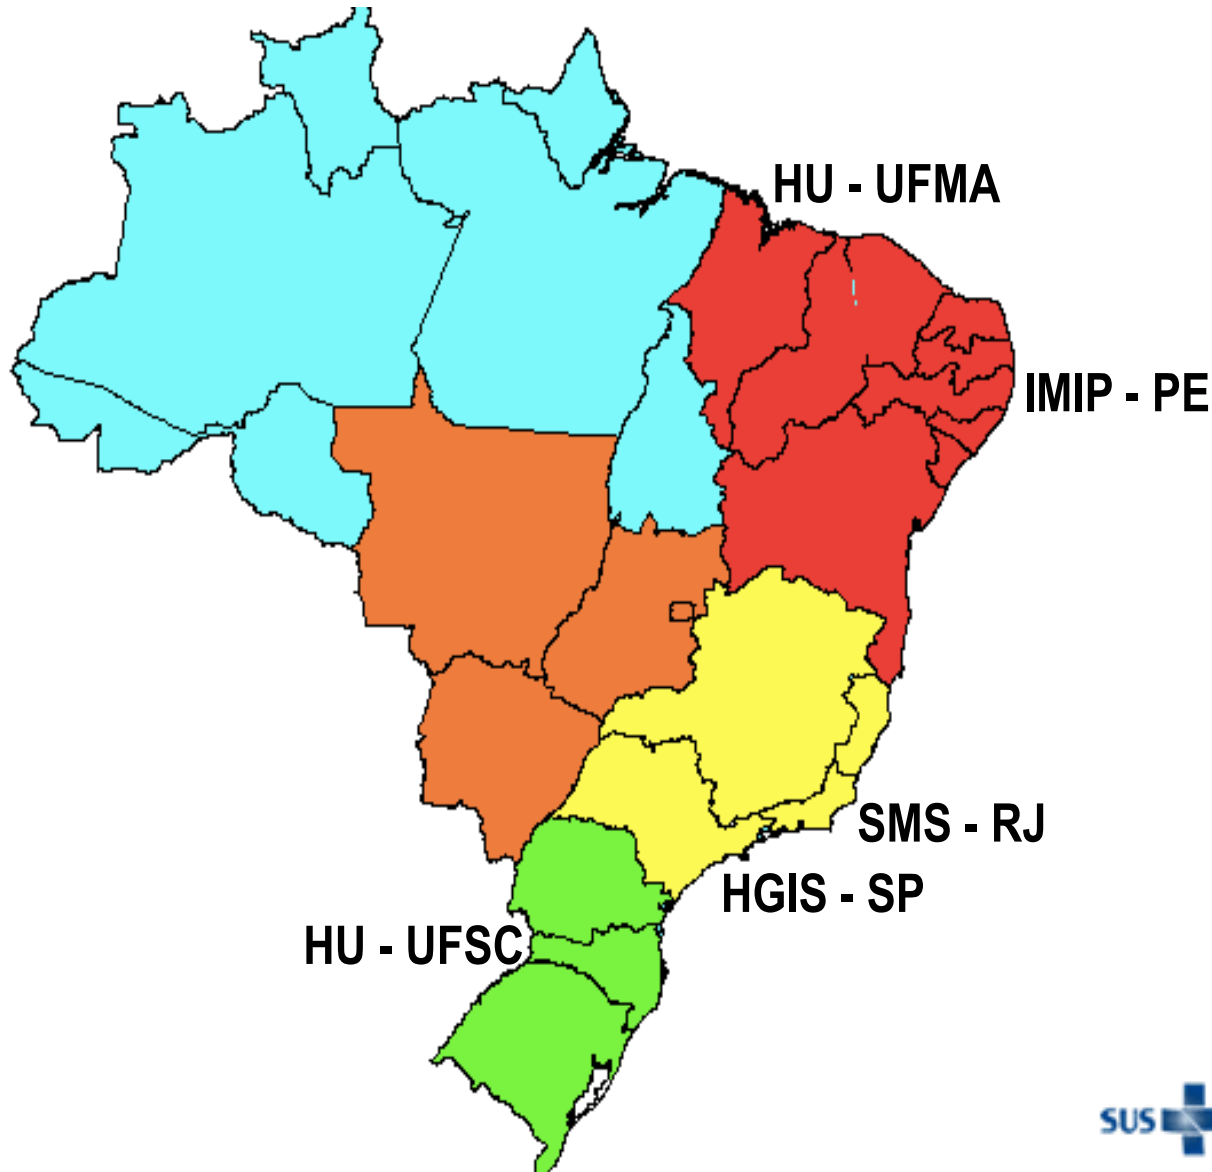 HU - UFMA
IMIP - PE
SMS - RJ
HGIS - SP
HU - UFSC
SUS